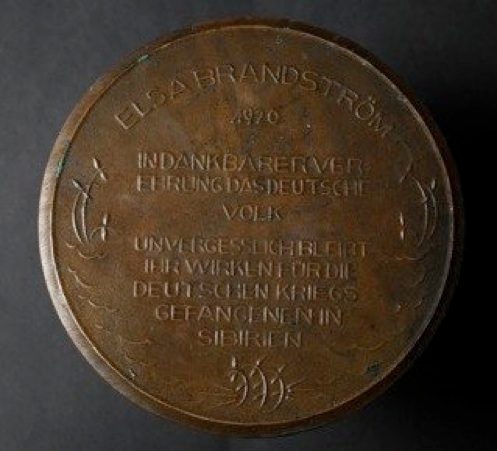 ELSA BRANDSTRÖM
1920
IN DANKBARER VER-
EHRUNG DAS DEUTSCHE
VOLK
UNVERGESSLICH BLEIBT
IHR WIRKEN FÜR DIE
DEUTSCHEN KRIEGS
GEFANGENEN IN
SIBIRIEN